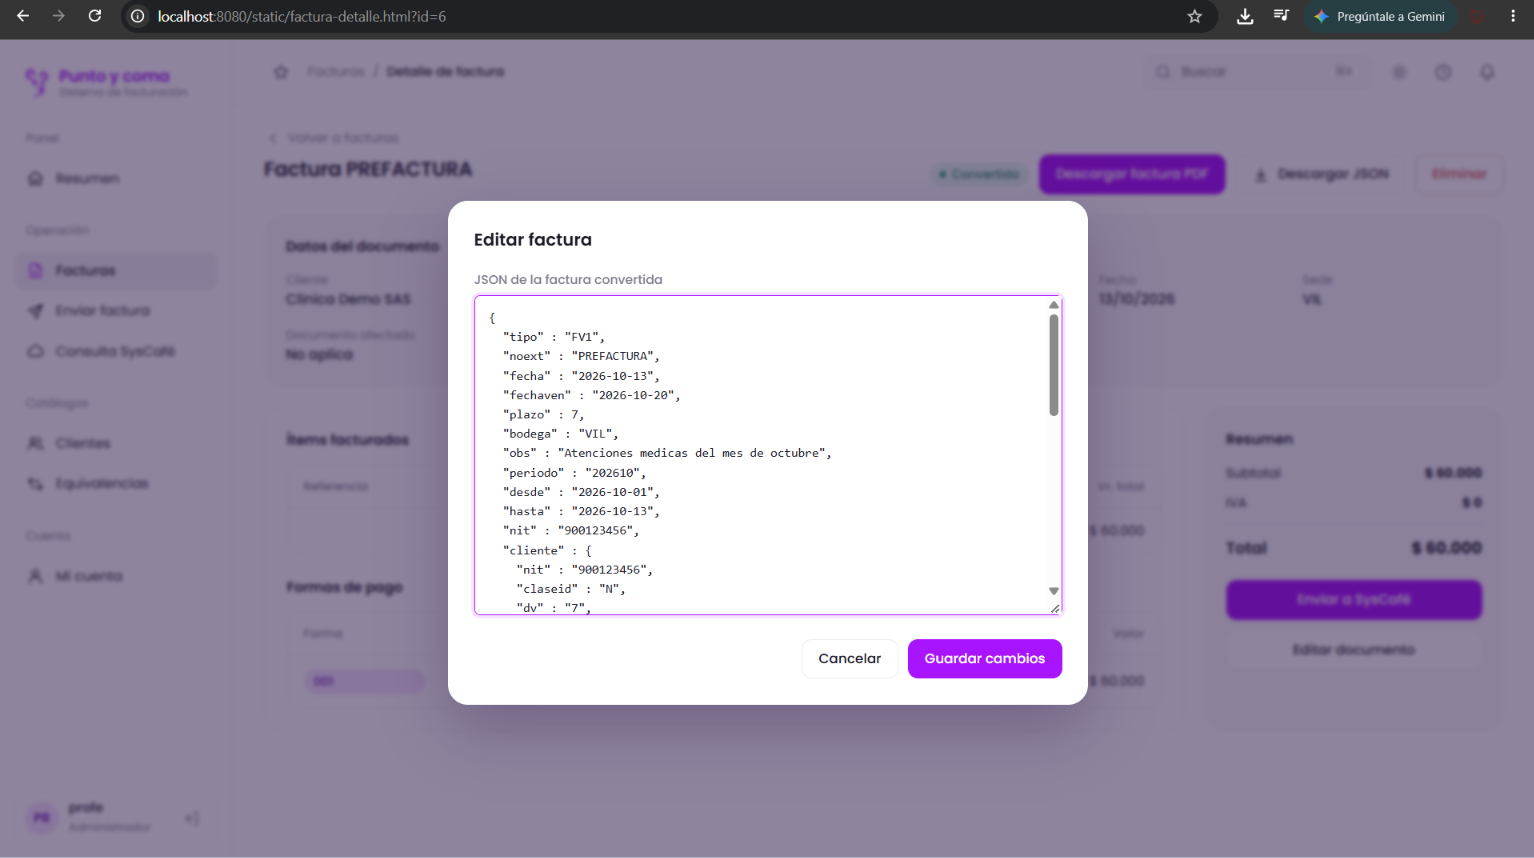 localhost:8080/static/factura-detalle.html?id=6
Pregúntale a Gemini
Punto y coma
Sistema de facturación
Facturas / Detalle de factura
Buscar
Panel
Resumen
Operación
Facturas
Enviar factura
Consulta SysCafé
Catálogos
Clientes
Equivalencias
Cuenta
Mi cuenta
PR
profe
Administrador
Volver a facturas
Factura PREFACTURA
Convertida
Descargar factura PDF
Descargar JSON
Eliminar
Datos del documento
Cliente
Clínica Demo SAS
Documento afectado
No aplica
Fecha
13/10/2026
Sede
VIL
Ítems facturados
Referencia
Vr. total
$ 60.000
Formas de pago
Forma
Valor
001
$ 60.000
Resumen
Subtotal $ 60.000
IVA $ 0
Total $ 60.000
Enviar a SysCafé
Editar documento
Editar factura
JSON de la factura convertida
{
"tipo" : "FV1",
"noext" : "PREFACTURA",
"fecha" : "2026-10-13",
"fechaven" : "2026-10-20",
"plazo" : 7,
"bodega" : "VIL",
"obs" : "Atenciones medicas del mes de octubre",
"periodo" : "202610",
"desde" : "2026-10-01",
"hasta" : "2026-10-13",
"nit" : "900123456",
"cliente" : {
"nit" : "900123456",
"claseid" : "N",
"dv" : "7",
Cancelar
Guardar cambios